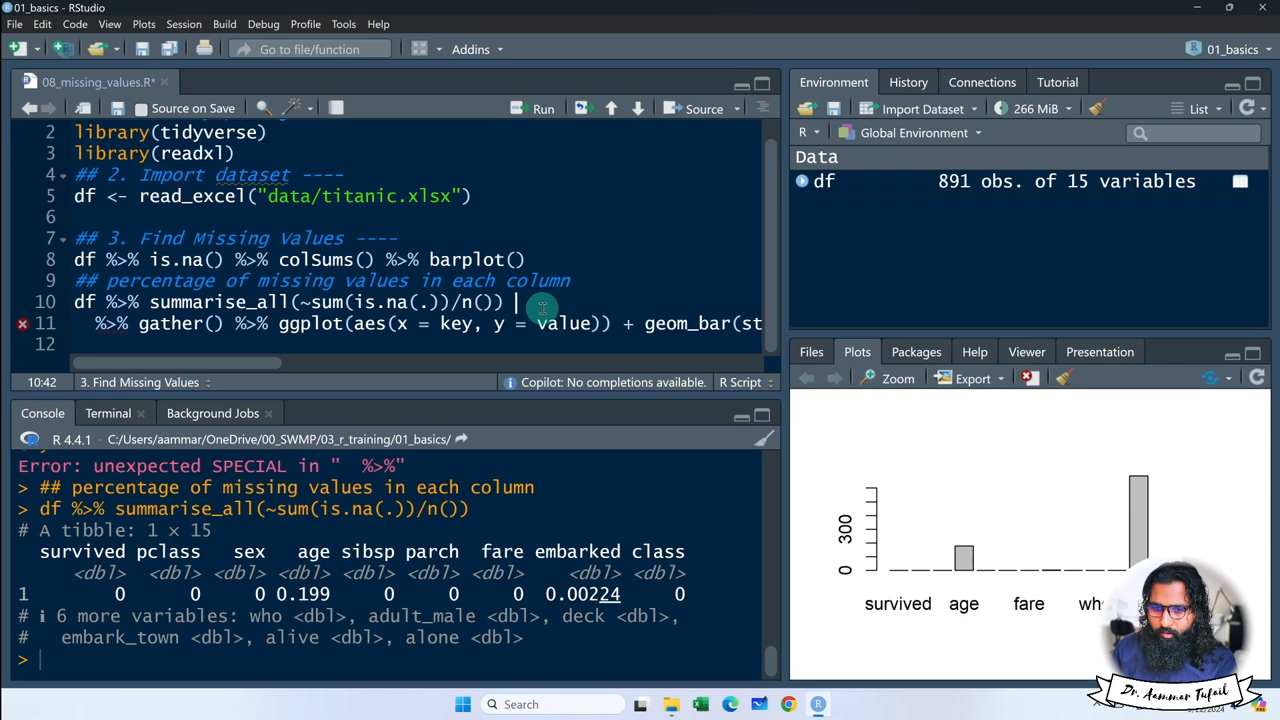 01_basics - RStudio
File Edit Code View Plots Session Build Debug Profile Tools Help
Go to file/function Addins 01_basics
08_missing_values.R*
Source on Save Run Source
2 library(tidyverse)
3 library(readxl)
4 ## 2. Import dataset ----
5 df <- read_excel("data/titanic.xlsx")
6
7 ## 3. Find Missing Values ----
8 df %>% is.na() %>% colSums() %>% barplot()
9 ## percentage of missing values in each column
10 df %>% summarise_all(~sum(is.na(.))/n())
11 %>% gather() %>% ggplot(aes(x = key, y = value)) + geom_bar(st
12
10:42 3. Find Missing Values Copilot: No completions available. R Script
Console Terminal Background Jobs
R 4.4.1 · C:/Users/aammar/OneDrive/00_SWMP/03_r_training/01_basics/
Error: unexpected SPECIAL in " %>%"
> ## percentage of missing values in each column
> df %>% summarise_all(~sum(is.na(.))/n())
# A tibble: 1 × 15
survived pclass sex age sibsp parch fare embarked class
<dbl> <dbl> <dbl> <dbl> <dbl> <dbl> <dbl> <dbl> <dbl>
1 0 0 0 0.199 0 0 0 0.00224 0
# ℹ 6 more variables: who <dbl>, adult_male <dbl>, deck <dbl>,
# embark_town <dbl>, alive <dbl>, alone <dbl>
>
Environment History Connections Tutorial
Import Dataset 266 MiB List
R Global Environment
Data
df 891 obs. of 15 variables
Files Plots Packages Help Viewer Presentation
Zoom Export
300
0
survived age fare who
Dr. Aammar Tufail
Search